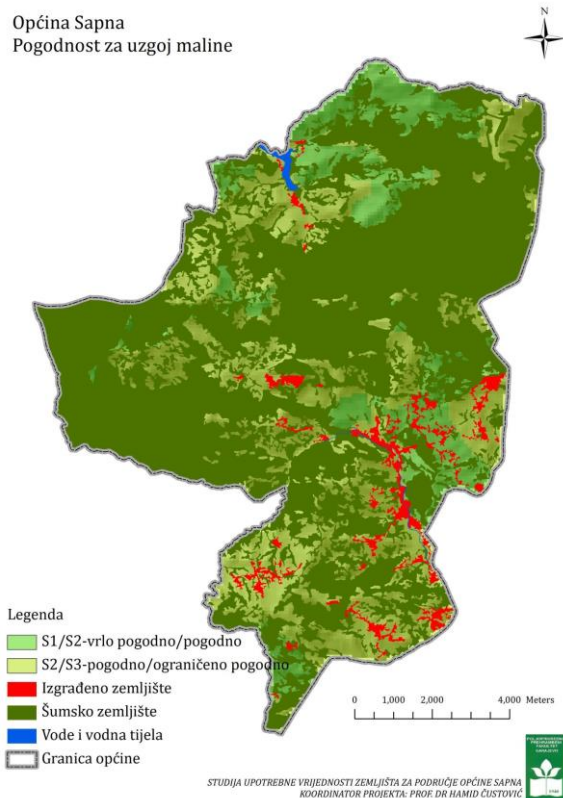 Općina Sapna
Pogodnost za uzgoj maline
N
Legenda
S1/S2-vrlo pogodno/pogodno
S2/S3-pogodno/ograničeno pogodno
Izgrađeno zemljište
Šumsko zemljište
Vode i vodna tijela
Granica općine
0 1,000 2,000 4,000 Meters
STUDIJA UPOTREBNE VRIJEDNOSTI ZEMLJIŠTA ZA PODRUČJE OPĆINE SAPNA
KOORDINATOR PROJEKTA: PROF. DR HAMID ČUSTOVIĆ